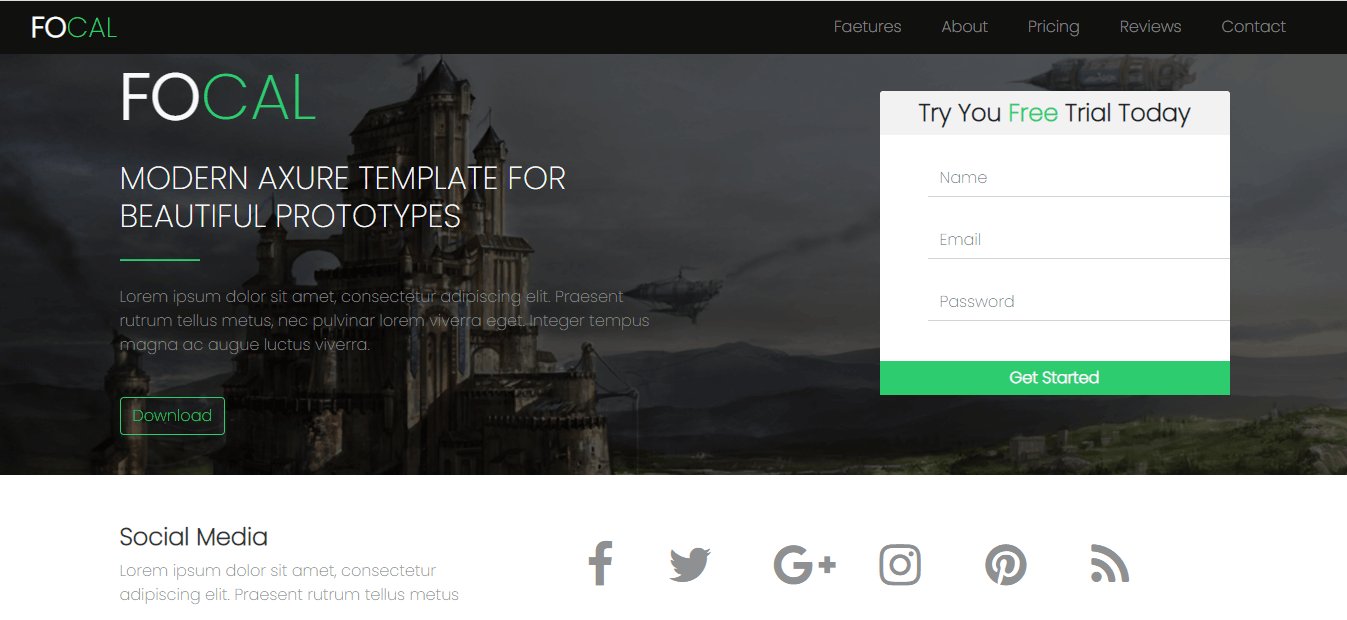 FOCAL
Faetures About Pricing Reviews Contact
FOCAL
MODERN AXURE TEMPLATE FOR
BEAUTIFUL PROTOTYPES
Lorem ipsum dolor sit amet, consectetur adipiscing elit. Praesent
rutrum tellus metus, nec pulvinar lorem viverra eget. Integer tempus
magna ac augue luctus viverra.
Download
Try You Free Trial Today
Name
Email
Password
Get Started
Social Media
Lorem ipsum dolor sit amet, consectetur
adipiscing elit. Praesent rutrum tellus metus